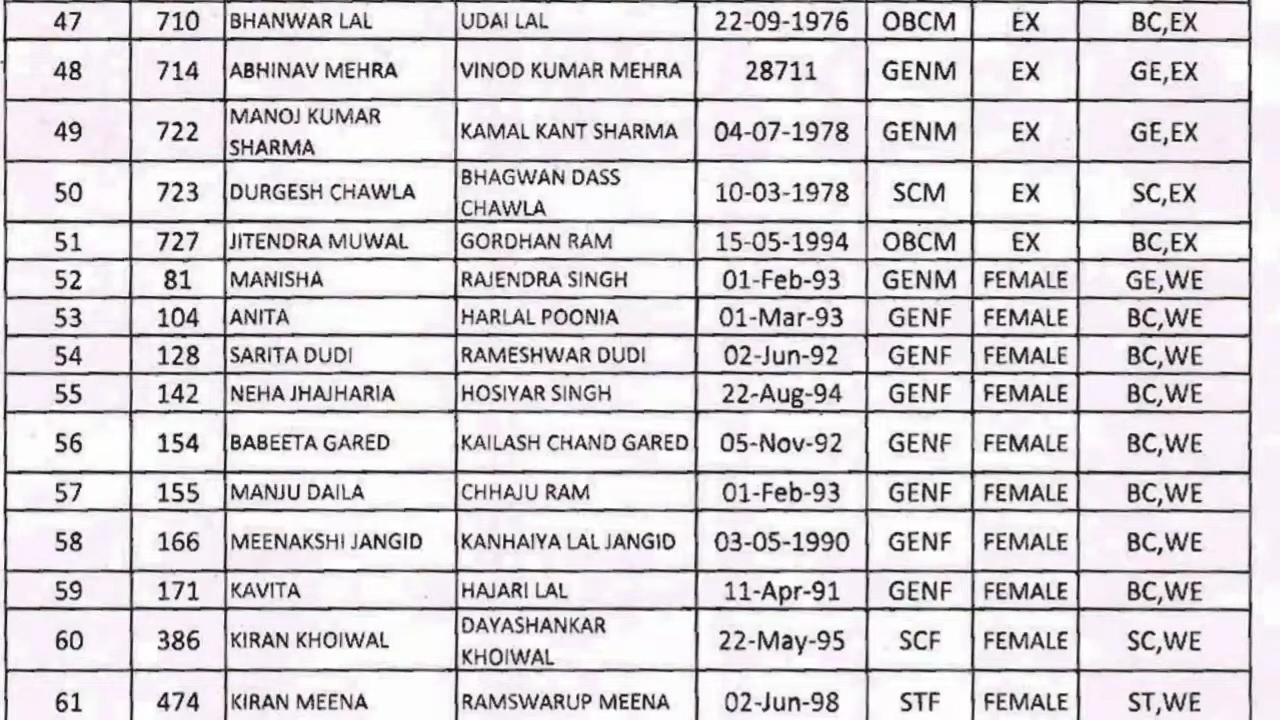 47 710 BHANWAR LAL UDAI LAL 22-09-1976 OBCM EX BC,EX
48 714 ABHINAV MEHRA VINOD KUMAR MEHRA 28711 GENM EX GE,EX
49 722 MANOJ KUMAR SHARMA KAMAL KANT SHARMA 04-07-1978 GENM EX GE,EX
50 723 DURGESH CHAWLA BHAGWAN DASS CHAWLA 10-03-1978 SCM EX SC,EX
51 727 JITENDRA MUWAL GORDHAN RAM 15-05-1994 OBCM EX BC,EX
52 81 MANISHA RAJENDRA SINGH 01-Feb-93 GENM FEMALE GE,WE
53 104 ANITA HARLAL POONIA 01-Mar-93 GENF FEMALE BC,WE
54 128 SARITA DUDI RAMESHWAR DUDI 02-Jun-92 GENF FEMALE BC,WE
55 142 NEHA JHAJHARIA HOSIYAR SINGH 22-Aug-94 GENF FEMALE BC,WE
56 154 BABEETA GARED KAILASH CHAND GARED 05-Nov-92 GENF FEMALE BC,WE
57 155 MANJU DAILA CHHAJU RAM 01-Feb-93 GENF FEMALE BC,WE
58 166 MEENAKSHI JANGID KANHAIYA LAL JANGID 03-05-1990 GENF FEMALE BC,WE
59 171 KAVITA HAJARI LAL 11-Apr-91 GENF FEMALE BC,WE
60 386 KIRAN KHOIWAL DAYASHANKAR KHOIWAL 22-May-95 SCF FEMALE SC,WE
61 474 KIRAN MEENA RAMSWARUP MEENA 02-Jun-98 STF FEMALE ST,WE